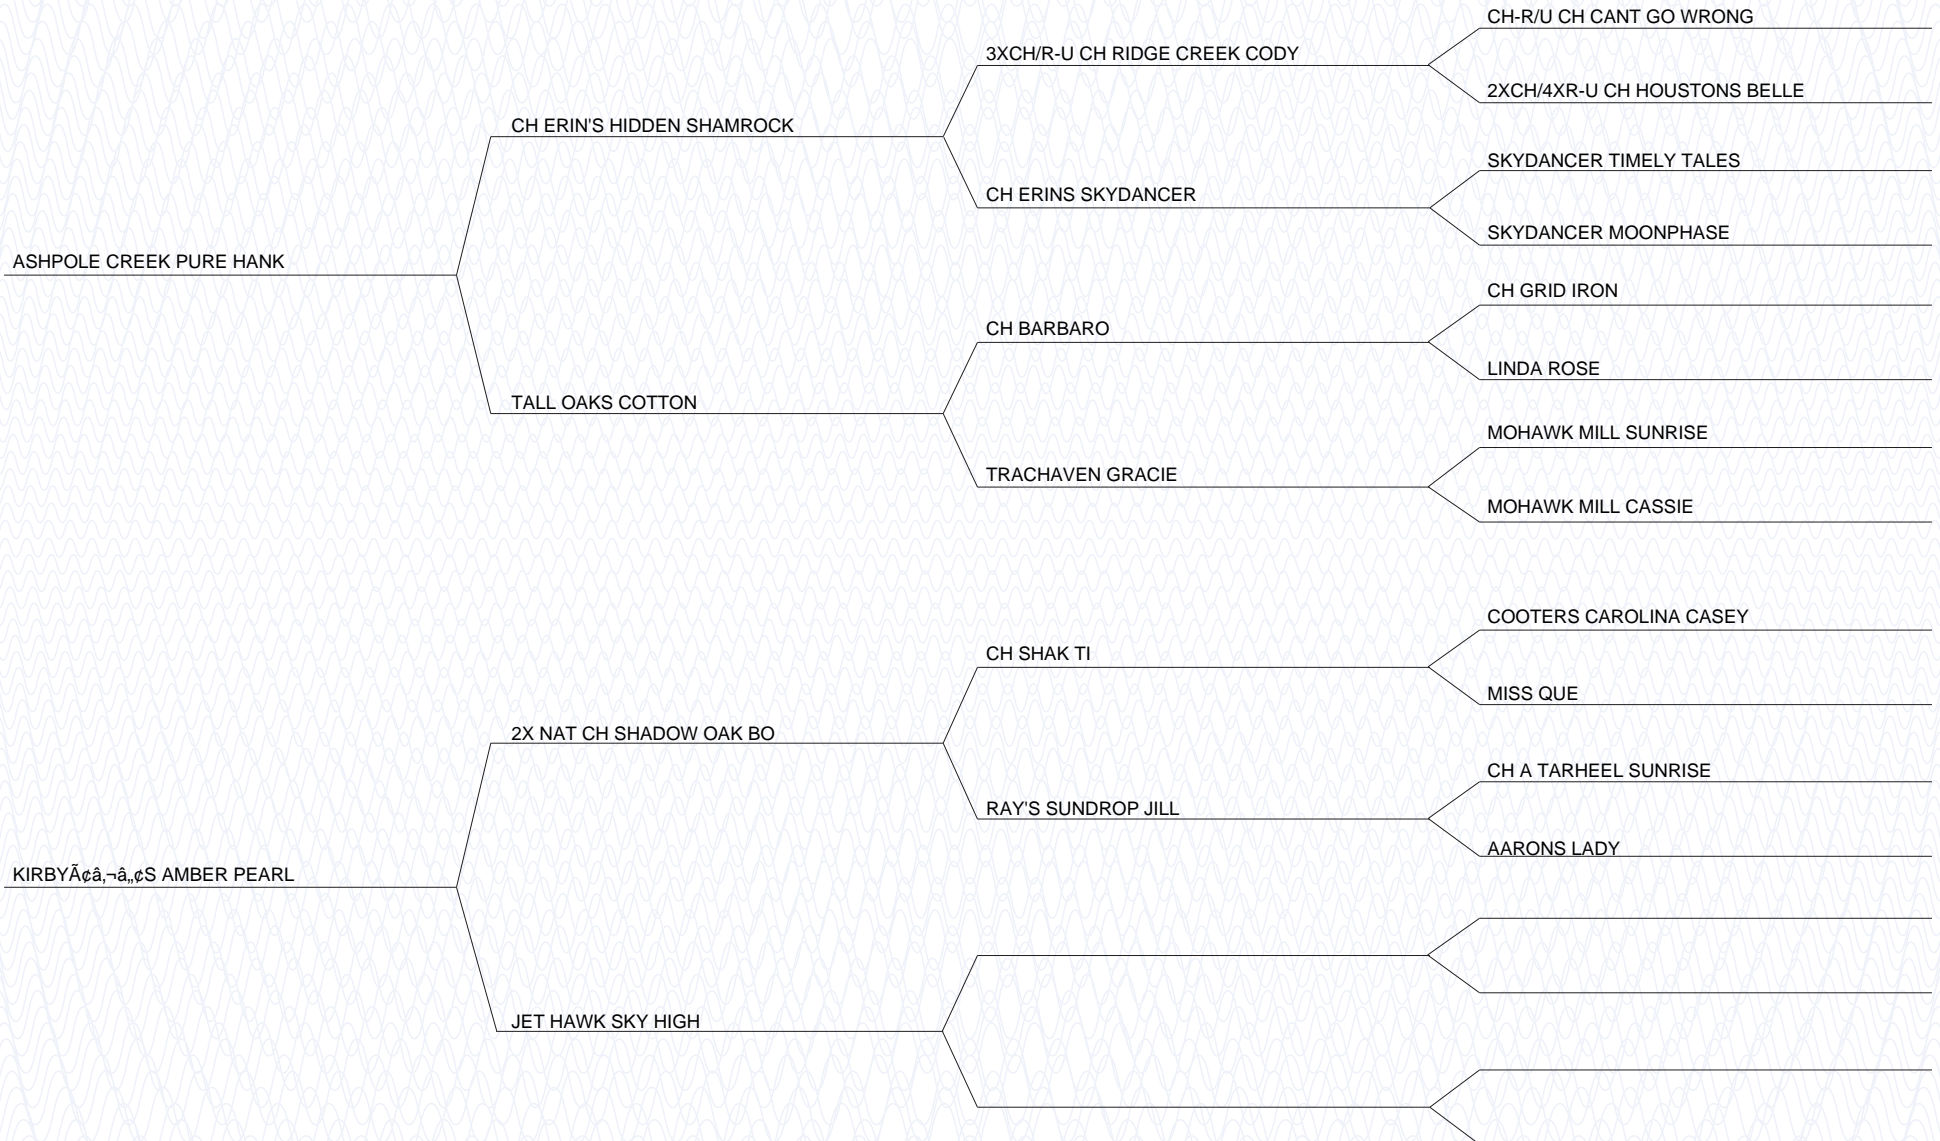 CH-R/U CH CANT GO WRONG
3XCH/R-U CH RIDGE CREEK CODY
2XCH/4XR-U CH HOUSTONS BELLE
CH ERIN'S HIDDEN SHAMROCK
SKYDANCER TIMELY TALES
CH ERINS SKYDANCER
SKYDANCER MOONPHASE
ASHPOLE CREEK PURE HANK
CH GRID IRON
CH BARBARO
LINDA ROSE
TALL OAKS COTTON
MOHAWK MILL SUNRISE
TRACHAVEN GRACIE
MOHAWK MILL CASSIE
COOTERS CAROLINA CASEY
CH SHAK TI
MISS QUE
2X NAT CH SHADOW OAK BO
CH A TARHEEL SUNRISE
RAY'S SUNDROP JILL
AARONS LADY
KIRBYÃ¢â‚¬â„¢S AMBER PEARL
JET HAWK SKY HIGH